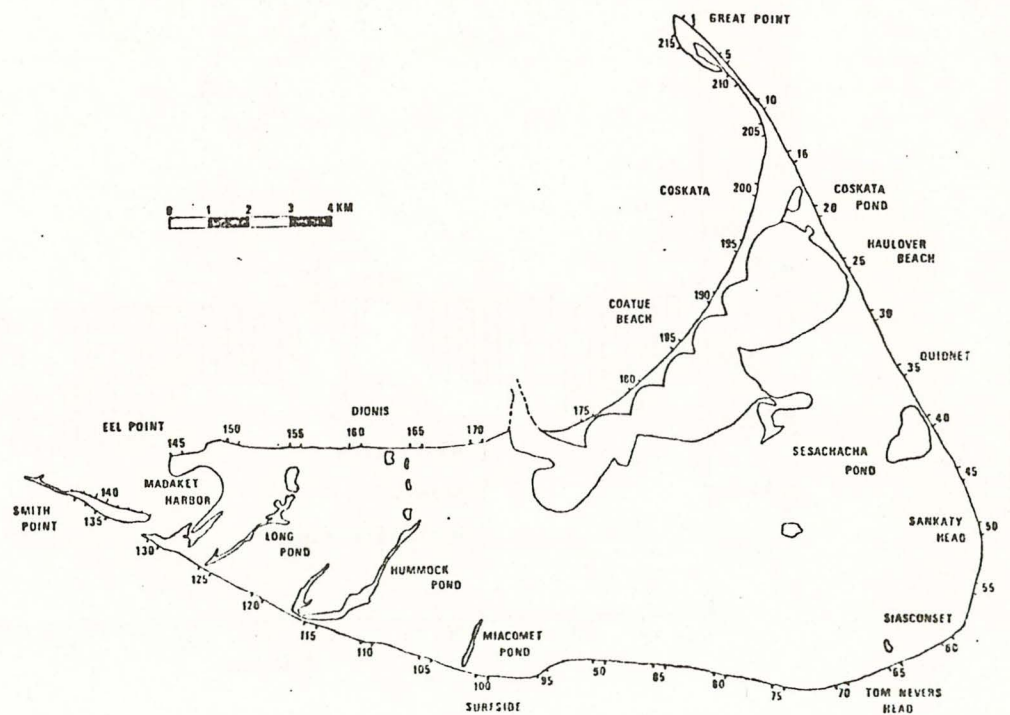 1
GREAT POINT
215
5
210
10
205
16
COSKATA
200
COSKATA
POND
20
0 1 2 3 4 KM
195
HAULOVER
BEACH
25
190
COATUE
BEACH
30
185
QUIDNET
35
180
175
DIONIS
EEL POINT
145
150
155
160
165
170
40
SESACHACHA
POND
45
MADAKET
HARBOR
SMITH
POINT
140
135
130
LONG
POND
SANKATY
HEAD
50
125
HUMMOCK
POND
55
120
115
SIASCONSET
60
MIACOMET
POND
110
105
100
95
90
85
80
75
70
65
TOM NEVERS
HEAD
SURFSIDE